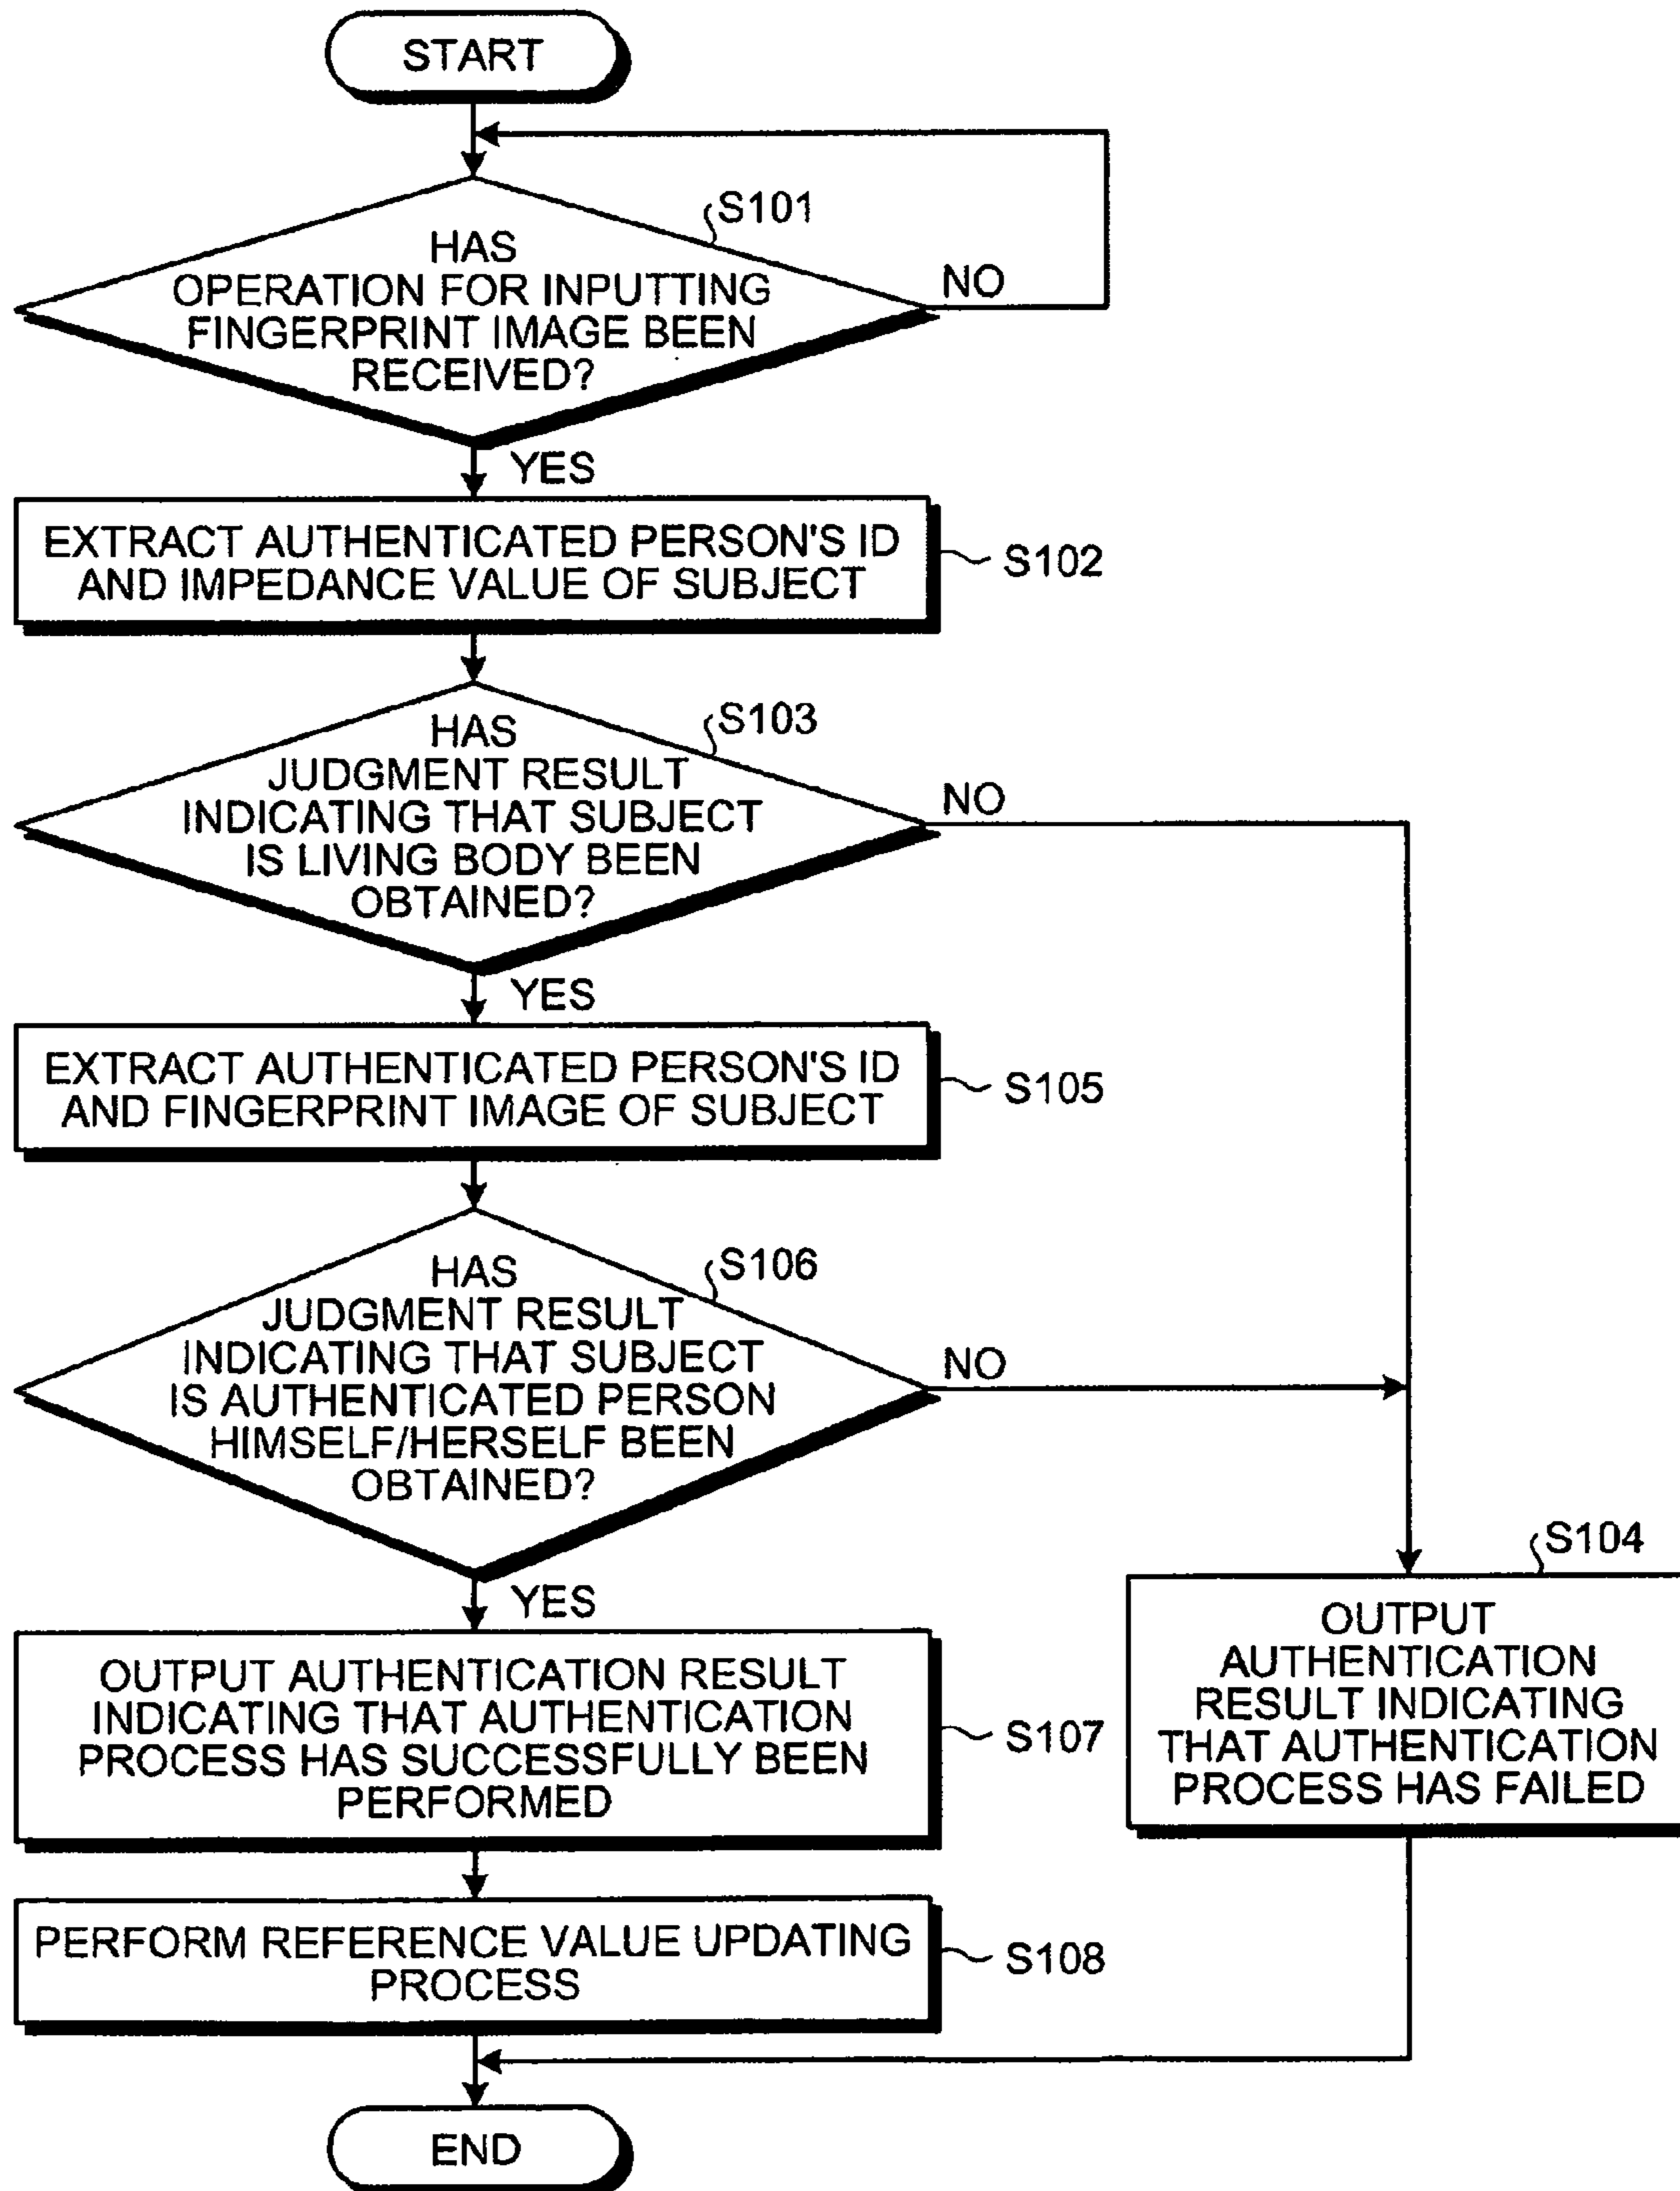 START
S101
HAS
OPERATION FOR INPUTTING
FINGERPRINT IMAGE BEEN
RECEIVED?
NO
YES
EXTRACT AUTHENTICATED PERSON'S ID
AND IMPEDANCE VALUE OF SUBJECT
S102
S103
HAS
JUDGMENT RESULT
INDICATING THAT SUBJECT
IS LIVING BODY BEEN
OBTAINED?
NO
YES
EXTRACT AUTHENTICATED PERSON'S ID
AND FINGERPRINT IMAGE OF SUBJECT
S105
S106
HAS
JUDGMENT RESULT
INDICATING THAT SUBJECT
IS AUTHENTICATED PERSON
HIMSELF/HERSELF BEEN
OBTAINED?
NO
YES
S104
OUTPUT
AUTHENTICATION
RESULT INDICATING
THAT AUTHENTICATION
PROCESS HAS FAILED
OUTPUT AUTHENTICATION RESULT
INDICATING THAT AUTHENTICATION
PROCESS HAS SUCCESSFULLY BEEN
PERFORMED
S107
PERFORM REFERENCE VALUE UPDATING
PROCESS
S108
END